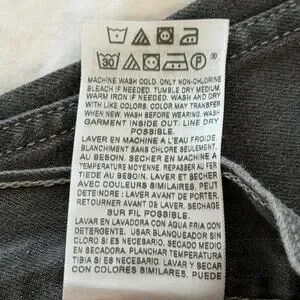 30 P
MACHINE WASH COLD. ONLY NON-CHLORINE
BLEACH IF NEEDED. TUMBLE DRY MEDIUM.
WARM IRON IF NEEDED. WASH AND DRY
WITH LIKE COLORS. COLOR MAY TRANSFER
WHEN NEW. WASH BEFORE WEARING. WASH
GARMENT INSIDE OUT. LINE DRY
POSSIBLE.
LAVER EN MACHINE A L'EAU FROIDE.
BLANCHIMENT SANS CHLORE SEULEMENT,
AU BESOIN. SECHER EN MACHINE A
TEMPERATURE MOYENNE. REPASSER AU FER
TIEDE AU BESOIN. LAVER ET SECHER
AVEC COULEURS SIMILAIRES. PEUT
DETEINDRE. LAVER AVANT DE PORTER.
RETOURNER AVANT DE LAVER. SECHAGE
SUR FIL POSSIBLE.
LAVAR EN LAVADORA CON AQUA FRIA CON
DETERGENTE. USAR BLANQUEADOR SIN
CLORO SI ES NECESARIO. SECADO MEDIO
EN SECADORA. PLANCHAR TEMPERATURA
TIBIA SI ES NECESARIO. LAVAR Y SECAR
CON COLORES SIMILARES. PUEDE